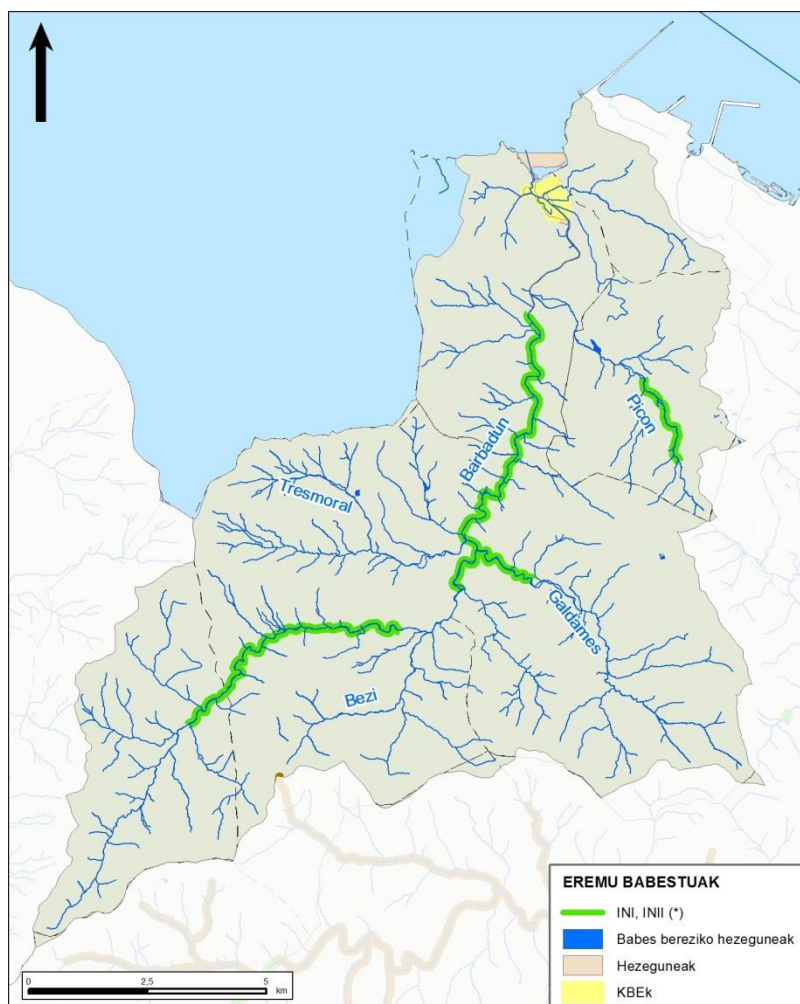 Barbadun
Picon
Tresmoral
Galdames
Bezi
EREMU BABESTUAK
INI, INII (*)
Babes bereziko hezeguneak
Hezeguneak
KBEk
0 2,5 5
km